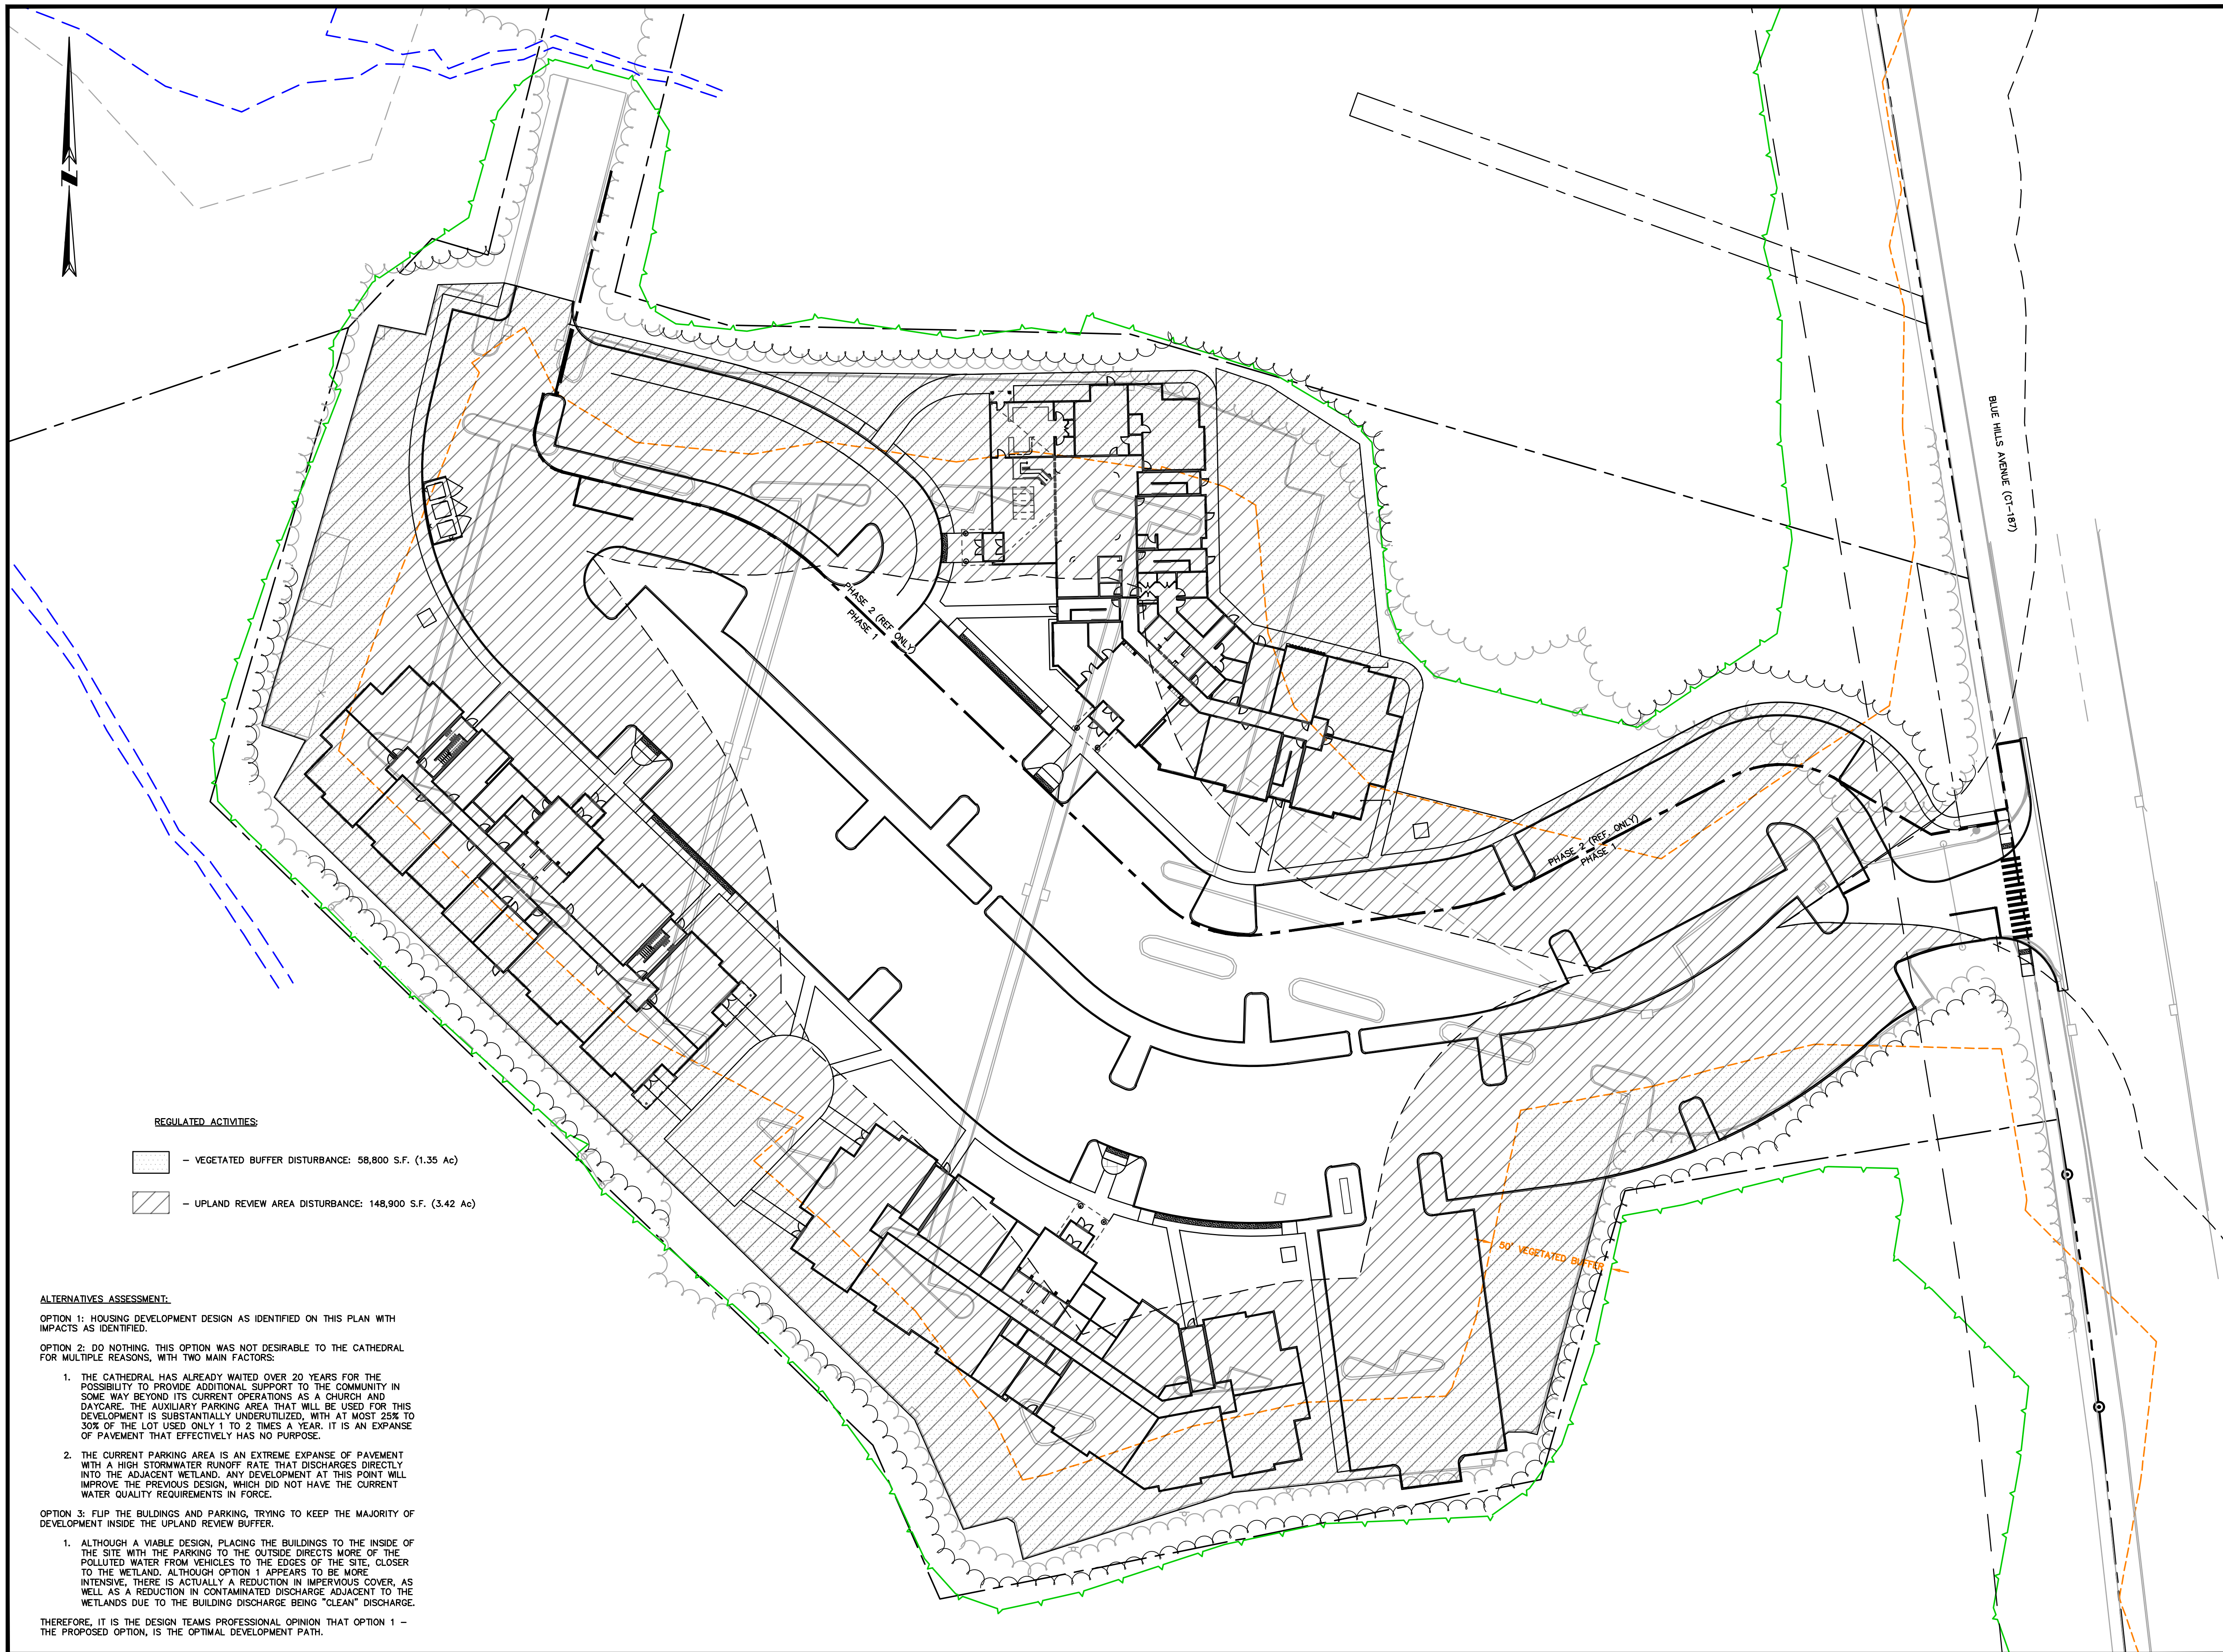 N
BLUE HILLS AVENUE (CT-187)
PHASE 2 (REF. ONLY)
PHASE 1
PHASE 2 (REF. ONLY)
PHASE 1
50' VEGETATED BUFFER
REGULATED ACTIVITIES:
– VEGETATED BUFFER DISTURBANCE: 58,800 S.F. (1.35 Ac)
– UPLAND REVIEW AREA DISTURBANCE: 148,900 S.F. (3.42 Ac)
ALTERNATIVES ASSESSMENT:
OPTION 1: HOUSING DEVELOPMENT DESIGN AS IDENTIFIED ON THIS PLAN WITH
IMPACTS AS IDENTIFIED.
OPTION 2: DO NOTHING. THIS OPTION WAS NOT DESIRABLE TO THE CATHEDRAL
FOR MULTIPLE REASONS, WITH TWO MAIN FACTORS:
1. THE CATHEDRAL HAS ALREADY WAITED OVER 20 YEARS FOR THE
POSSIBILITY TO PROVIDE ADDITIONAL SUPPORT TO THE COMMUNITY IN
SOME WAY BEYOND ITS CURRENT OPERATIONS AS A CHURCH AND
DAYCARE. THE AUXILIARY PARKING AREA THAT WILL BE USED FOR THIS
DEVELOPMENT IS SUBSTANTIALLY UNDERUTILIZED, WITH AT MOST 25% TO
30% OF THE LOT USED ONLY 1 TO 2 TIMES A YEAR. IT IS AN EXPANSE
OF PAVEMENT THAT EFFECTIVELY HAS NO PURPOSE.
2. THE CURRENT PARKING AREA IS AN EXTREME EXPANSE OF PAVEMENT
WITH A HIGH STORMWATER RUNOFF RATE THAT DISCHARGES DIRECTLY
INTO THE ADJACENT WETLAND. ANY DEVELOPMENT AT THIS POINT WILL
IMPROVE THE PREVIOUS DESIGN, WHICH DID NOT HAVE THE CURRENT
WATER QUALITY REQUIREMENTS IN FORCE.
OPTION 3: FLIP THE BULDINGS AND PARKING, TRYING TO KEEP THE MAJORITY OF
DEVELOPMENT INSIDE THE UPLAND REVIEW BUFFER.
1. ALTHOUGH A VIABLE DESIGN, PLACING THE BUILDINGS TO THE INSIDE OF
THE SITE WITH THE PARKING TO THE OUTSIDE DIRECTS MORE OF THE
POLLUTED WATER FROM VEHICLES TO THE EDGES OF THE SITE, CLOSER
TO THE WETLAND. ALTHOUGH OPTION 1 APPEARS TO BE MORE
INTENSIVE, THERE IS ACTUALLY A REDUCTION IN IMPERVIOUS COVER, AS
WELL AS A REDUCTION IN CONTAMINATED DISCHARGE ADJACENT TO THE
WETLANDS DUE TO THE BUILDING DISCHARGE BEING "CLEAN" DISCHARGE.
THEREFORE, IT IS THE DESIGN TEAMS PROFESSIONAL OPINION THAT OPTION 1 –
THE PROPOSED OPTION, IS THE OPTIMAL DEVELOPMENT PATH.